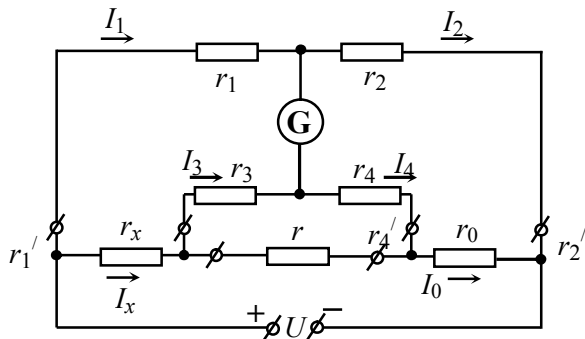 I1 I2
r1 r2
G
I3 r3 r4 I4
r1/ rx r r4/ r0 r2/
Ix I0
+ U −